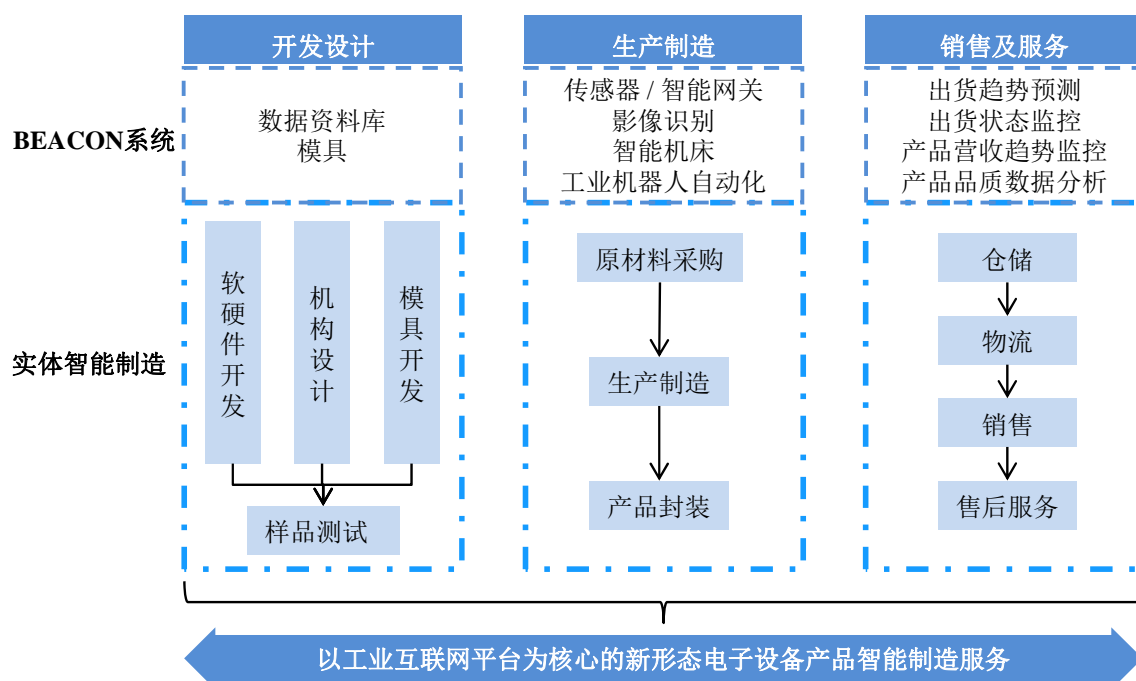 开发设计
生产制造
销售及服务
BEACON系统
数据资料库
模具
传感器 / 智能网关
影像识别
智能机床
工业机器人自动化
出货趋势预测
出货状态监控
产品营收趋势监控
产品品质数据分析
实体智能制造
软硬件开发
机构设计
模具开发
样品测试
原材料采购
生产制造
产品封装
仓储
物流
销售
售后服务
以工业互联网平台为核心的新形态电子设备产品智能制造服务